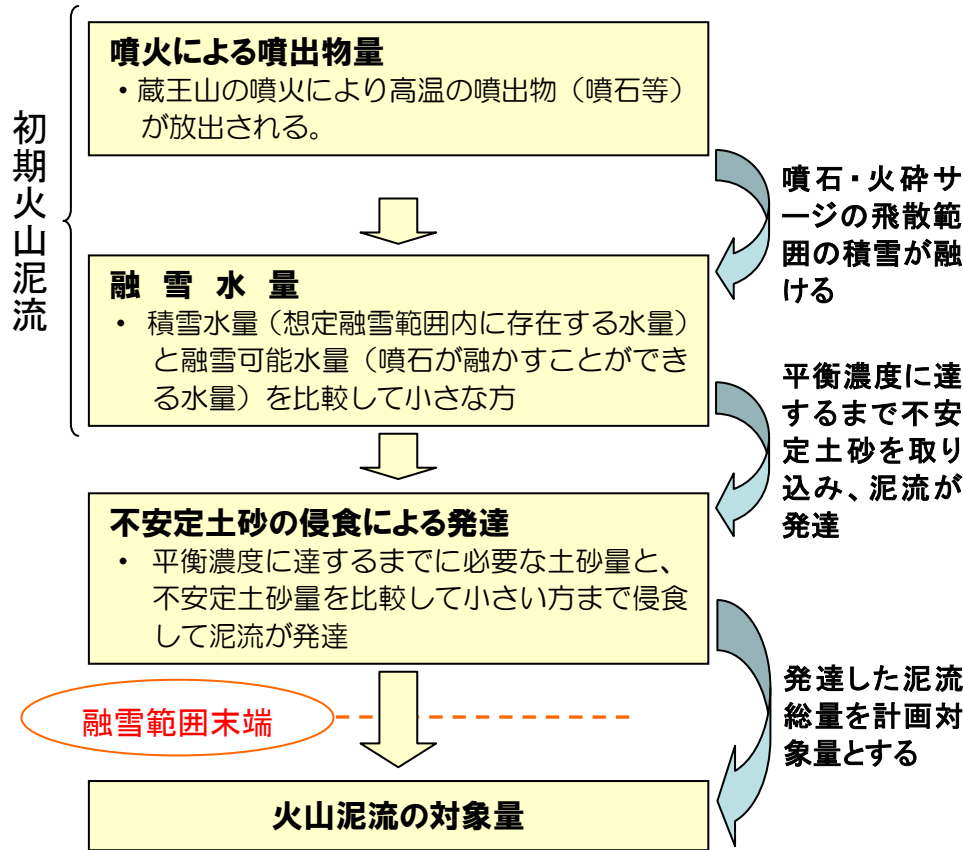 初期火山泥流
噴火による噴出物量
・蔵王山の噴火により高温の噴出物（噴石等）
が放出される。
噴石・火砕サ
ージの飛散範
囲の積雪が融
ける
融 雪 水 量
・ 積雪水量（想定融雪範囲内に存在する水量）
と融雪可能水量（噴石が融かすことができ
る水量）を比較して小さな方
平衡濃度に達
するまで不安
定土砂を取り
込み、泥流が
発達
不安定土砂の侵食による発達
・ 平衡濃度に達するまでに必要な土砂量と、
不安定土砂量を比較して小さい方まで侵食
して泥流が発達
融雪範囲末端
発達した泥流
総量を計画対
象量とする
火山泥流の対象量